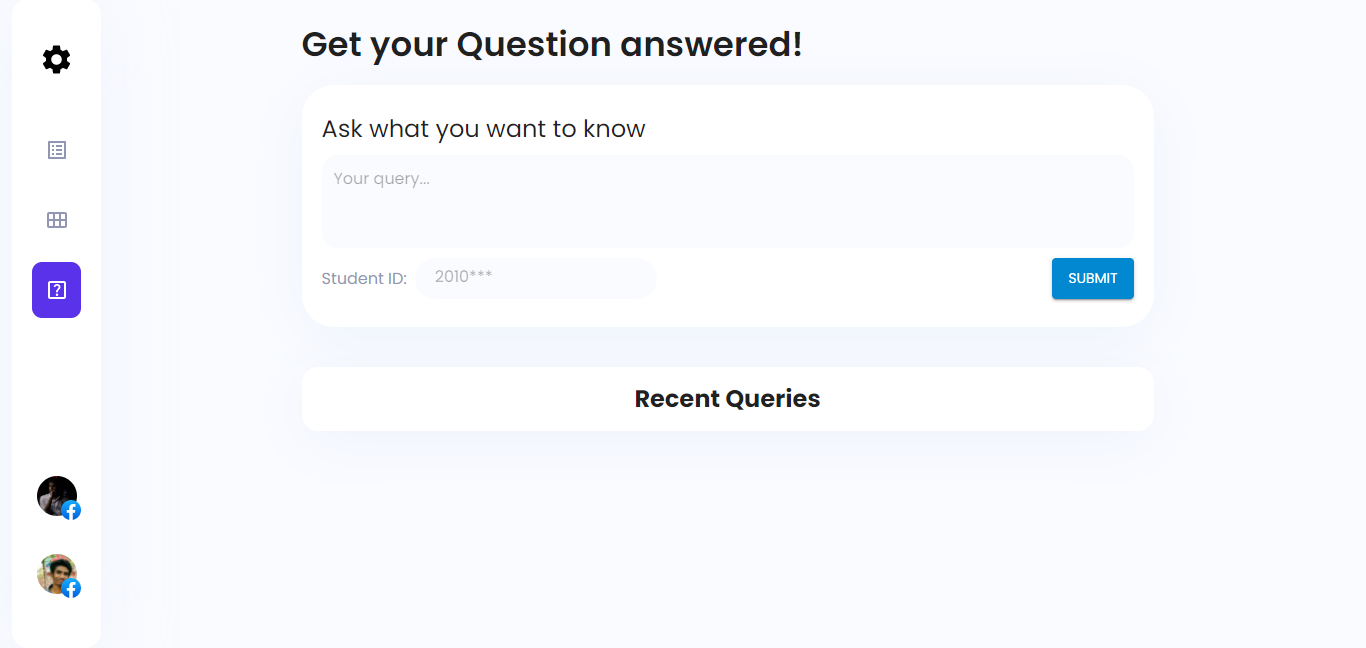 Get your Question answered!
Ask what you want to know
Your query...
Student ID: 2010***
SUBMIT
Recent Queries